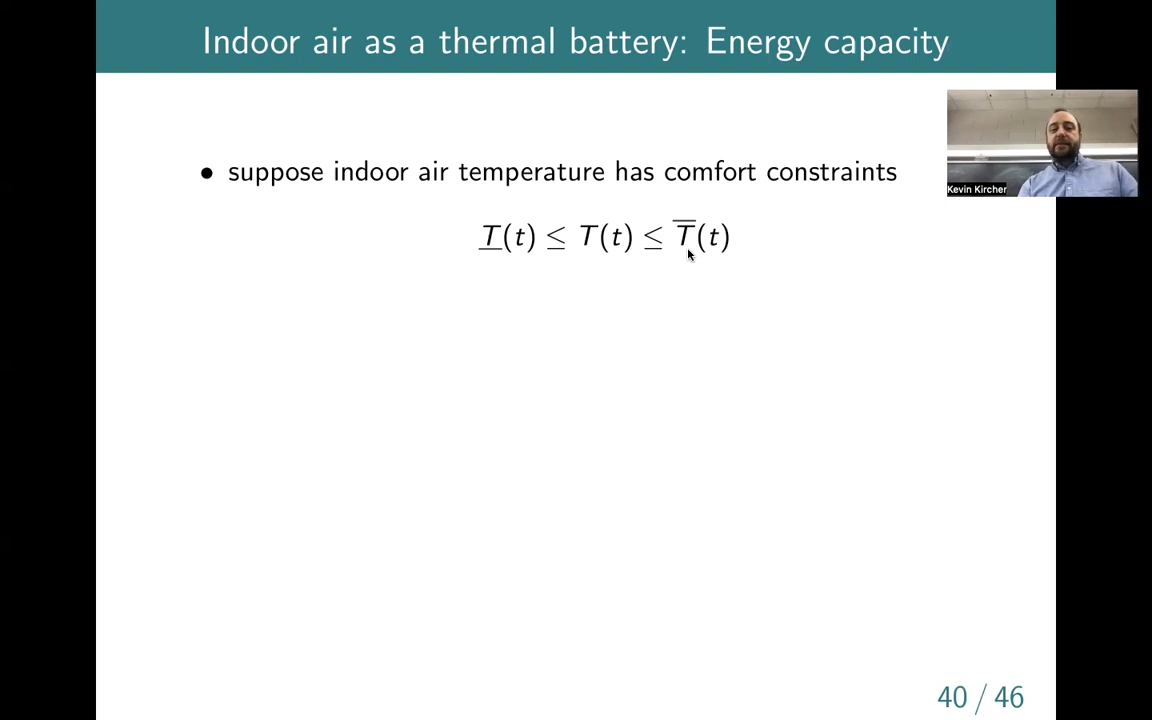 Indoor air as a thermal battery: Energy capacity
• suppose indoor air temperature has comfort constraints
T̲(t) ≤ T(t) ≤ T̅(t)
Kevin Kircher
40 / 46